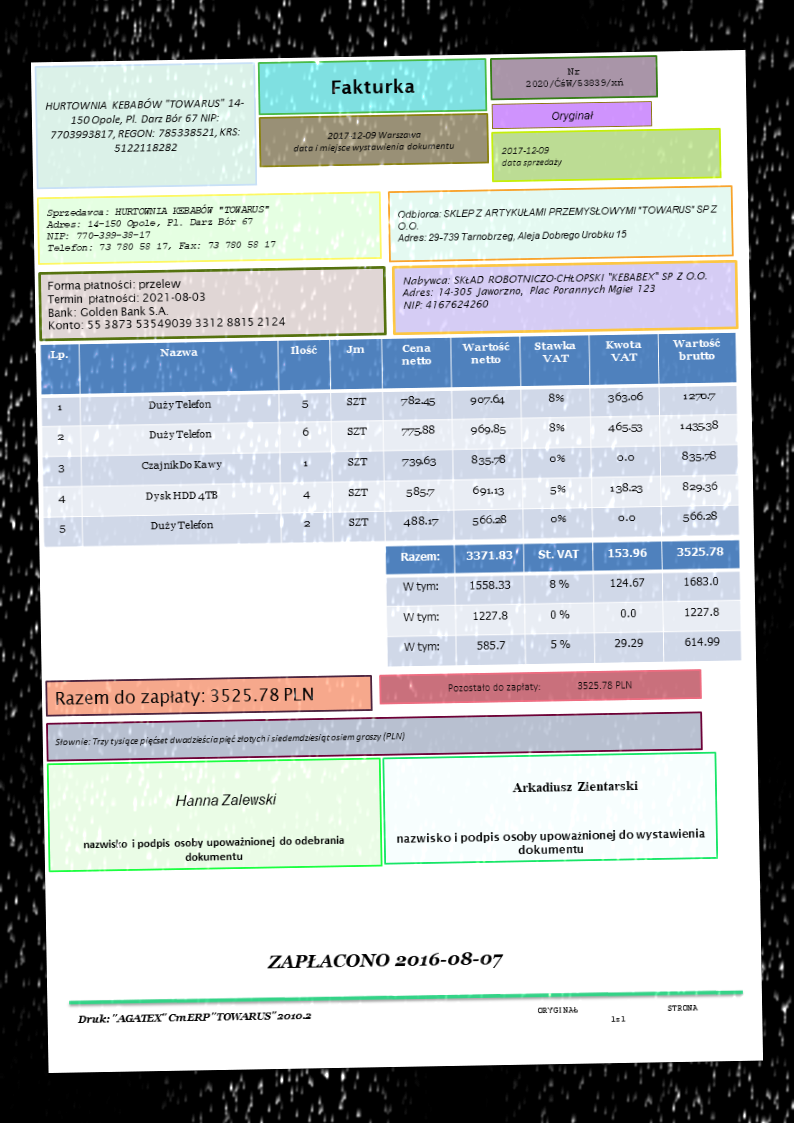 HURTOWNIA KEBABÓW "TOWARUS" 14-
150 Opole, Pl. Darz Bór 67 NIP:
7703993817, REGON: 785338521, KRS:
5122118282
Fakturka
2017-12-09 Warszawa
data i miejsce wystawienia dokumentu
Nr
2020/ĆśW/53839/xń
Oryginał
2017-12-09
data sprzedaży
Sprzedawca: HURTOWNIA KEBABÓW "TOWARUS"
Adres: 14-150 Opole, Pl. Darz Bór 67
NIP: 770-399-38-17
Telefon: 73 780 58 17, Fax: 73 780 58 17
Odbiorca: SKLEP Z ARTYKUŁAMI PRZEMYSŁOWYMI "TOWARUS" SP Z
O.O.
Adres: 29-739 Tarnobrzeg, Aleja Dobrego Urobku 15
Forma płatności: przelew
Termin płatności: 2021-08-03
Bank: Golden Bank S.A.
Konto: 55 3873 53549039 3312 8815 2124
Nabywca: SKŁAD ROBOTNICZO-CHŁOPSKI "KEBABEX" SP Z O.O.
Adres: 14-305 Jaworzno, Plac Porannych Mgieł 123
NIP: 4167624260
Lp. Nazwa Ilość Jm Cena netto Wartość netto Stawka VAT Kwota VAT Wartość brutto
1 Duży Telefon 5 SZT 782.45 907.64 8% 363.06 1270.7
2 Duży Telefon 6 SZT 775.88 969.85 8% 465.53 1435.38
3 Czajnik Do Kawy 1 SZT 739.63 835.78 0% 0.0 835.78
4 Dysk HDD 4TB 4 SZT 585.7 691.13 5% 138.23 829.36
5 Duży Telefon 2 SZT 488.17 566.28 0% 0.0 566.28
Razem: 3371.83 St. VAT 153.96 3525.78
W tym: 1558.33 8 % 124.67 1683.0
W tym: 1227.8 0 % 0.0 1227.8
W tym: 585.7 5 % 29.29 614.99
Razem do zapłaty: 3525.78 PLN
Pozostało do zapłaty: 3525.78 PLN
Słownie: Trzy tysiące pięćset dwadzieścia pięć złotych i siedemdziesiąt osiem groszy (PLN)
Hanna Zalewski
nazwisko i podpis osoby upoważnionej do odebrania
dokumentu
Arkadiusz Zientarski
nazwisko i podpis osoby upoważnionej do wystawienia
dokumentu
ZAPŁACONO 2016-08-07
Druk: "AGATEX" CmERP "TOWARUS" 2010.2
ORYGINAŁ
STRONA
1z1